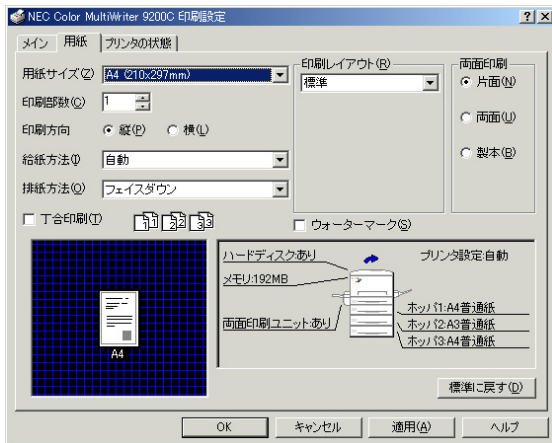 NEC Color MultiWriter 9200C 印刷設定
メイン 用紙 プリンタの状態
用紙サイズ(Z) A4 (210x297mm)
印刷部数(C) 1
印刷方向 縦(P) 横(L)
給紙方法(I) 自動
排紙方法(O) フェイスダウン
丁合印刷(T) 11 22 33
印刷レイアウト(R)
標準
両面印刷
片面(N)
両面(U)
製本(B)
ウォーターマーク(S)
A4
ハードディスクあり
メモリ:192MB
両面印刷ユニット:あり
プリンタ設定:自動
ホッパ1:A4普通紙
ホッパ2:A3普通紙
ホッパ3:A4普通紙
標準に戻す(D)
OK キャンセル 適用(A) ヘルプ